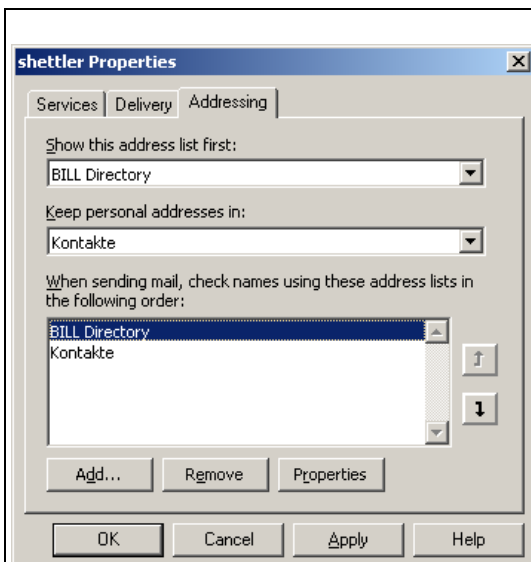 shettler Properties
Services
Delivery
Addressing
Show this address list first:
BILL Directory
Keep personal addresses in:
Kontakte
When sending mail, check names using these address lists in
the following order:
BILL Directory
Kontakte
Add...
Remove
Properties
OK
Cancel
Apply
Help